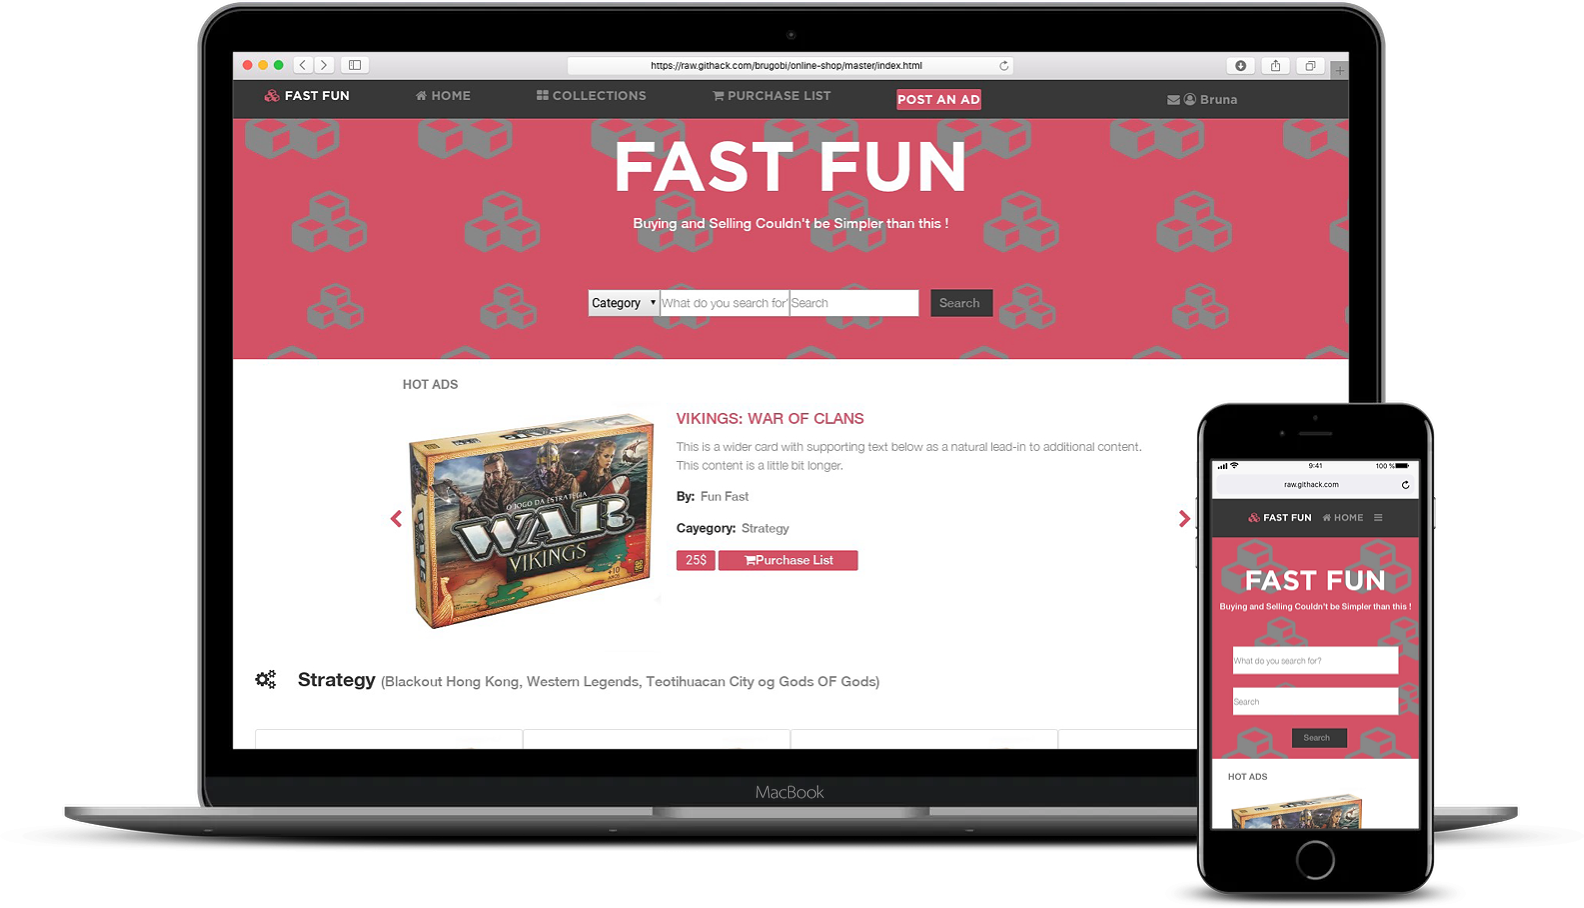 https://raw.githack.com/brugobi/online-shop/master/index.html
FAST FUN HOME COLLECTIONS PURCHASE LIST POST AN AD Bruna
FAST FUN
Buying and Selling Couldn't be Simpler than this !
Category What do you search for? Search Search
HOT ADS
VIKINGS: WAR OF CLANS
This is a wider card with supporting text below as a natural lead-in to additional content.
This content is a little bit longer.
By: Fun Fast
Cayegory: Strategy
25$ Purchase List
O JOGO DA ESTRATEGIA
WAR
VIKINGS
+10
Strategy (Blackout Hong Kong, Western Legends, Teotihuacan City og Gods OF Gods)
MacBook
9:41 100 %
raw.githack.com
FAST FUN HOME
FAST FUN
Buying and Selling Couldn't be Simpler than this !
What do you search for?
Search
Search
HOT ADS